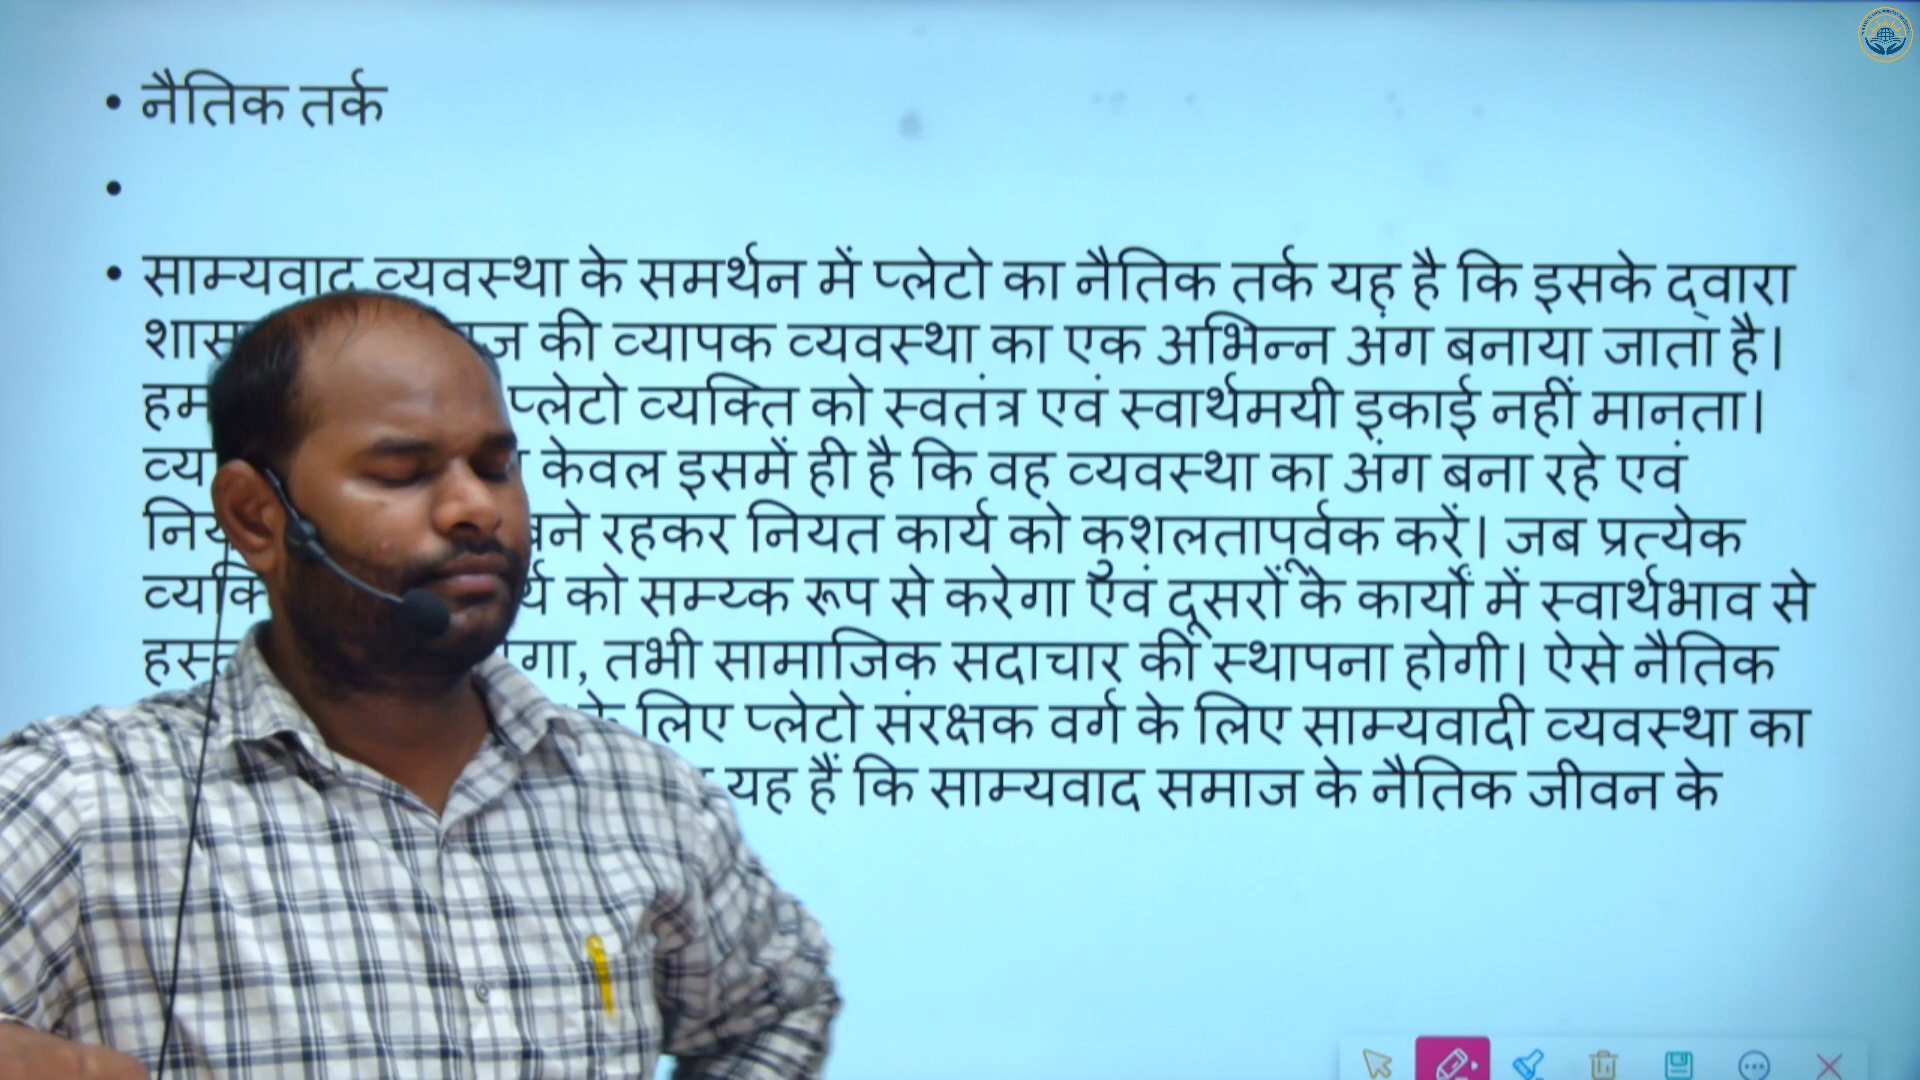 • नैतिक तर्क
•
• साम्यवाद व्यवस्था के समर्थन में प्लेटो का नैतिक तर्क यह है कि इसके द्वारा
की व्यापक व्यवस्था का एक अभिन्न अंग बनाया जाता है।
प्लेटो व्यक्ति को स्वतंत्र एवं स्वार्थमयी इकाई नहीं मानता।
केवल इसमें ही है कि वह व्यवस्था का अंग बना रहे एवं
बने रहकर नियत कार्य को कुशलतापूर्वक करें। जब प्रत्येक
को सम्य्क रूप से करेगा एवं दूसरों के कार्यों में स्वार्थभाव से
तभी सामाजिक सदाचार की स्थापना होगी। ऐसे नैतिक
के लिए प्लेटो संरक्षक वर्ग के लिए साम्यवादी व्यवस्था का
यह हैं कि साम्यवाद समाज के नैतिक जीवन के